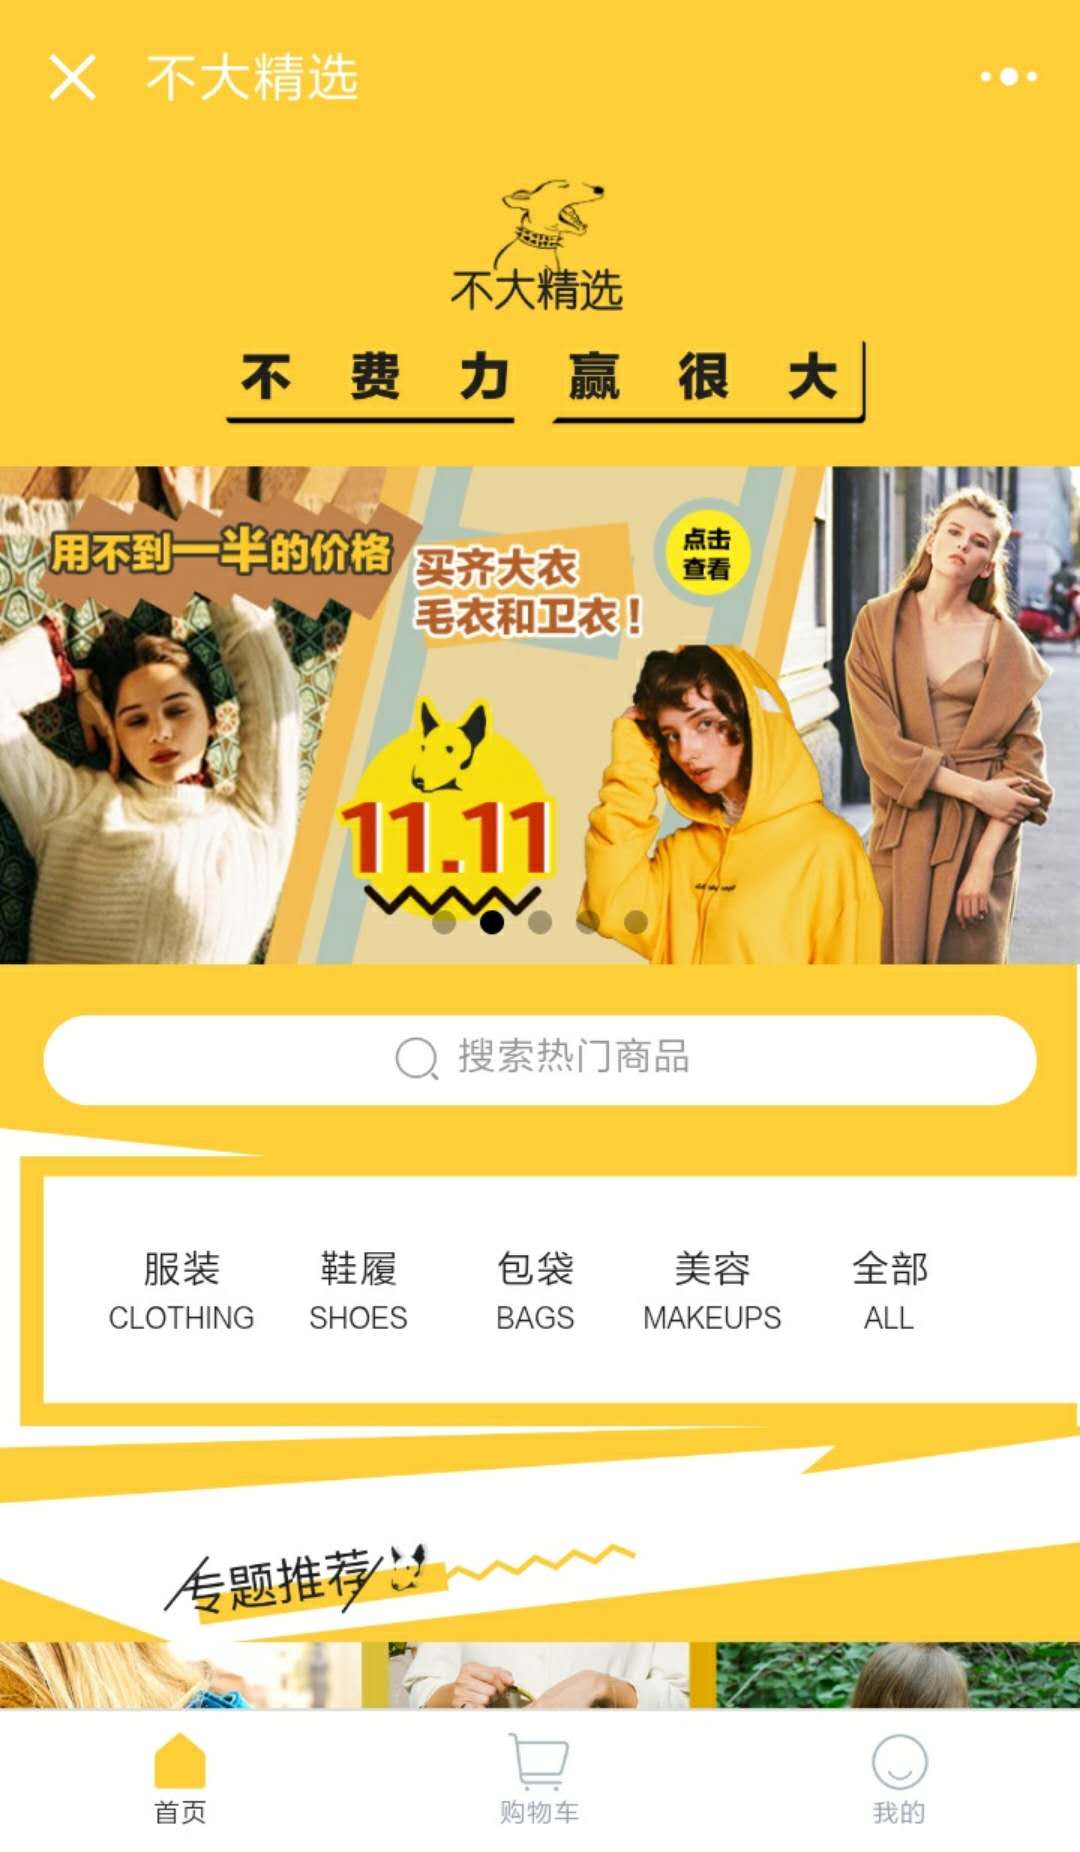 不大精选
不大精选
不费力 赢很大
用不到一半的价格
买齐大衣
毛衣和卫衣！
点击
查看
11.11
搜索热门商品
服装 鞋履 包袋 美容 全部
CLOTHING SHOES BAGS MAKEUPS ALL
专题推荐
首页 购物车 我的